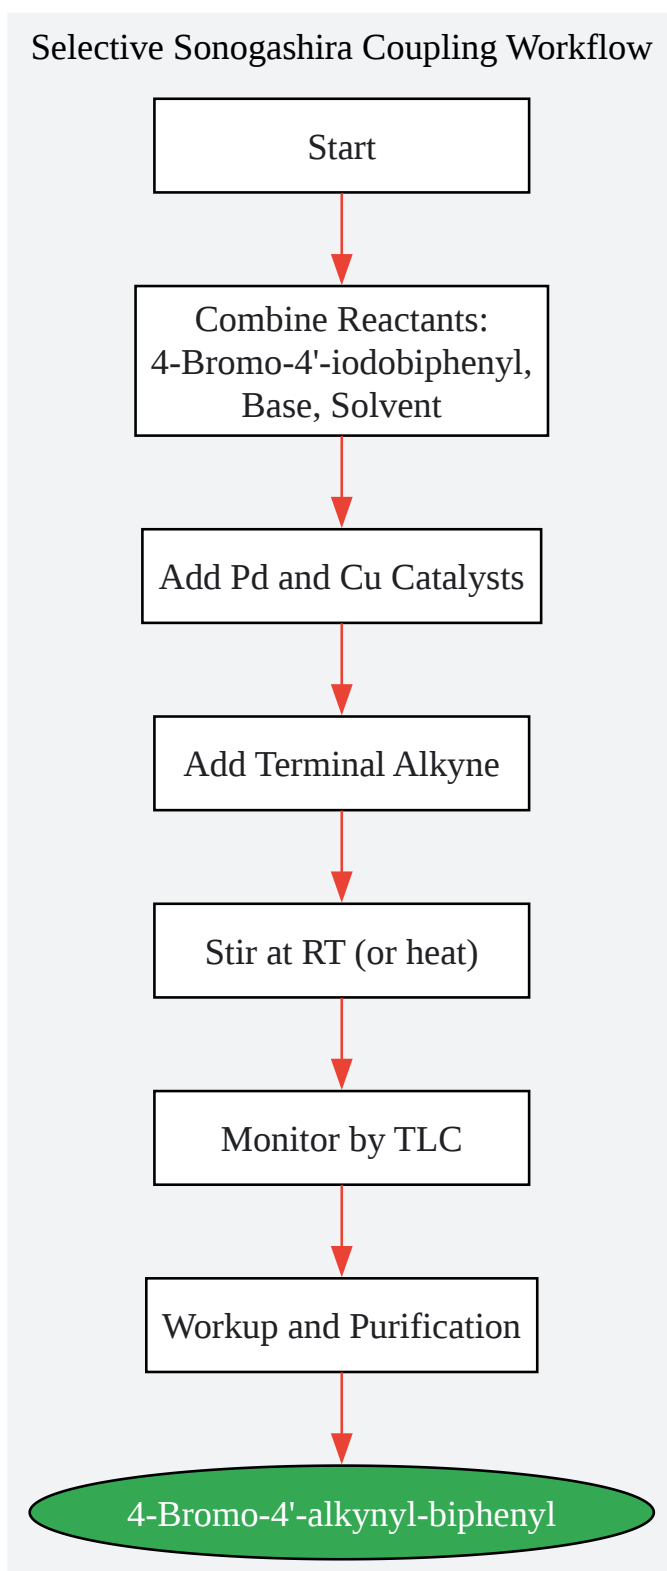 Selective Sonogashira Coupling Workflow
Start
Combine Reactants:
4-Bromo-4'-iodobiphenyl,
Base, Solvent
Add Pd and Cu Catalysts
Add Terminal Alkyne
Stir at RT (or heat)
Monitor by TLC
Workup and Purification
4-Bromo-4'-alkynyl-biphenyl